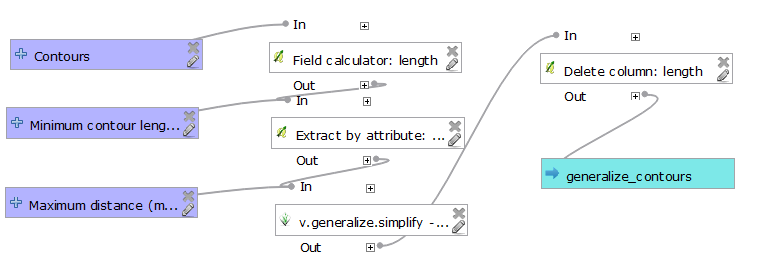 In
Contours
Field calculator: length
Out
In
Minimum contour leng...
Extract by attribute: ...
Out
In
Maximum distance (m...
v.generalize.simplify -...
Out
In
Delete column: length
Out
generalize_contours